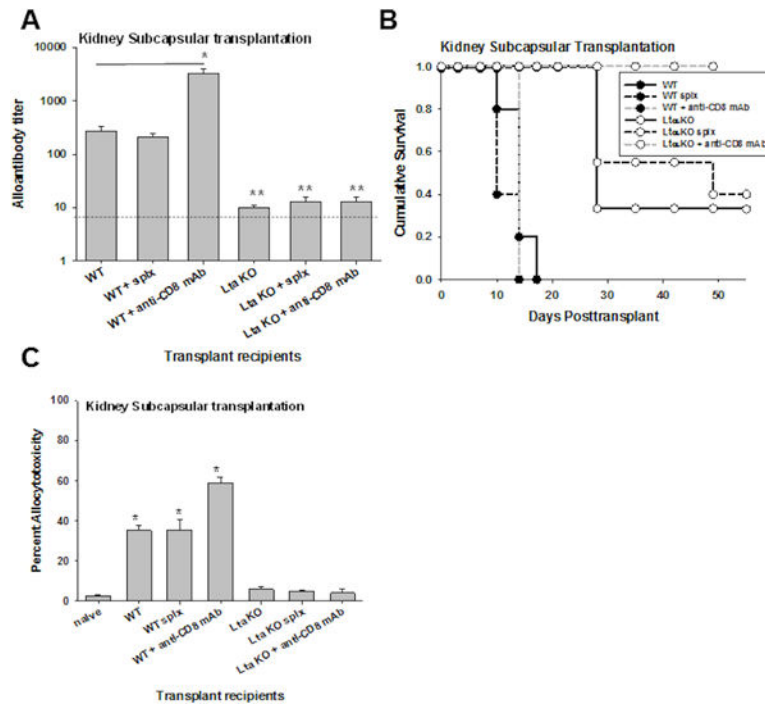 A
Kidney Subcapsular transplantation
10000
1000
100
10
1
Alloantibody titer
*
**
**
**
WT
WT + splx
WT + anti-CD8 mAb
Lta KO
Lta KO + splx
Lta KO + anti-CD8 mAb
Transplant recipients
B
Kidney Subcapsular Transplantation
1.0
0.8
0.6
0.4
0.2
0.0
Cumulative Survival
WT
WT splx
WT + anti-CD8 mAb
LtαKO
LtαKO splx
LtαKO + anti-CD8 mAb
0
10
20
30
40
50
Days Posttransplant
C
Kidney Subcapsular transplantation
100
80
60
40
20
0
Percent Allocytotoxicity
*
*
*
naïve
WT
WT splx
WT + anti-CD8 mAb
Lta KO
Lta KO splx
Lta KO + anti-CD8 mAb
Transplant recipients